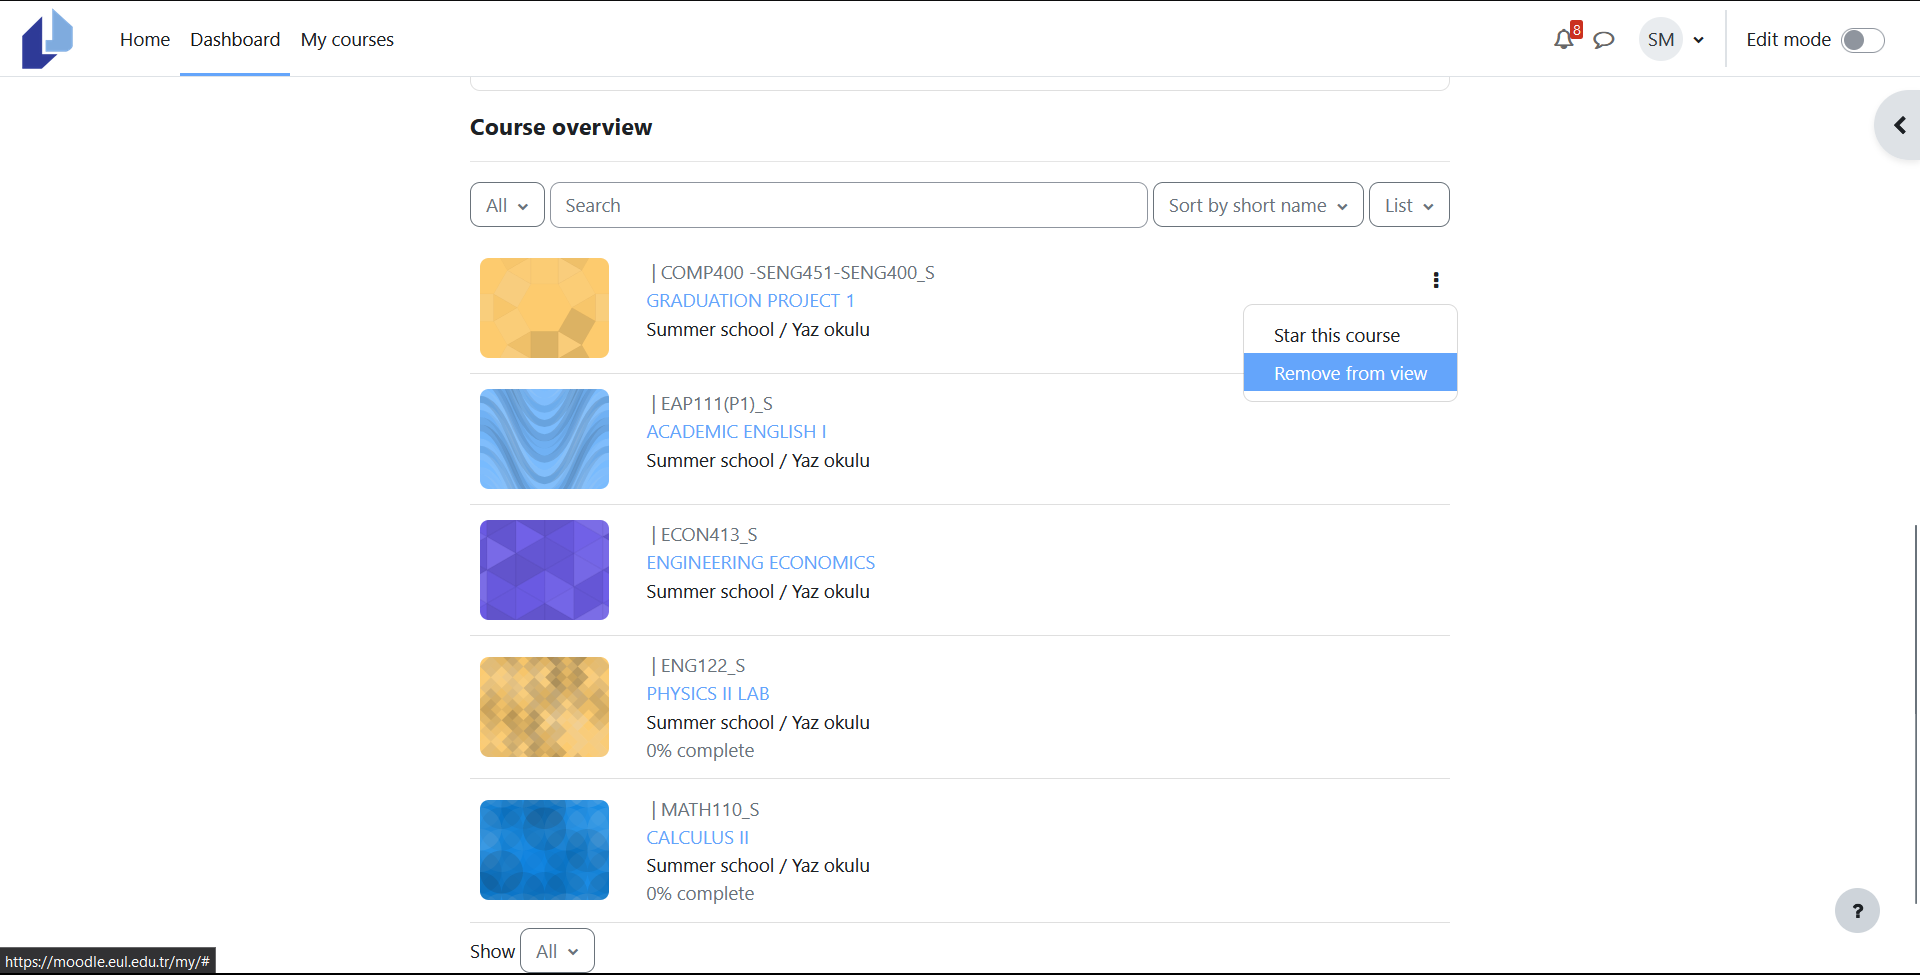 Home Dashboard My courses
8
SM
Edit mode
Course overview
All Search Sort by short name List
| COMP400 -SENG451-SENG400_S
GRADUATION PROJECT 1
Summer school / Yaz okulu
Star this course
Remove from view
| EAP111(P1)_S
ACADEMIC ENGLISH I
Summer school / Yaz okulu
| ECON413_S
ENGINEERING ECONOMICS
Summer school / Yaz okulu
| ENG122_S
PHYSICS II LAB
Summer school / Yaz okulu
0% complete
| MATH110_S
CALCULUS II
Summer school / Yaz okulu
0% complete
?
Show All
https://moodle.eul.edu.tr/my/#